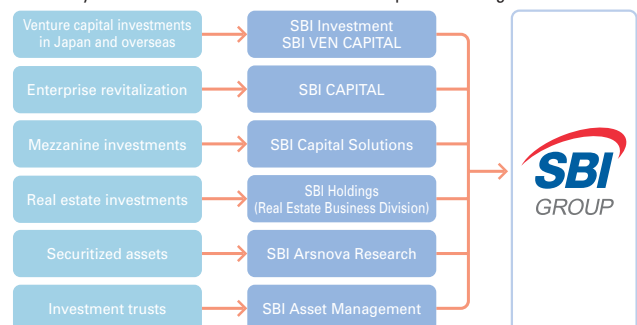 Venture capital investments
in Japan and overseas
SBI Investment
SBI VEN CAPITAL
Enterprise revitalization
SBI CAPITAL
Mezzanine investments
SBI Capital Solutions
Real estate investments
SBI Holdings
(Real Estate Business Division)
Securitized assets
SBI Arsnova Research
Investment trusts
SBI Asset Management
SBI
GROUP